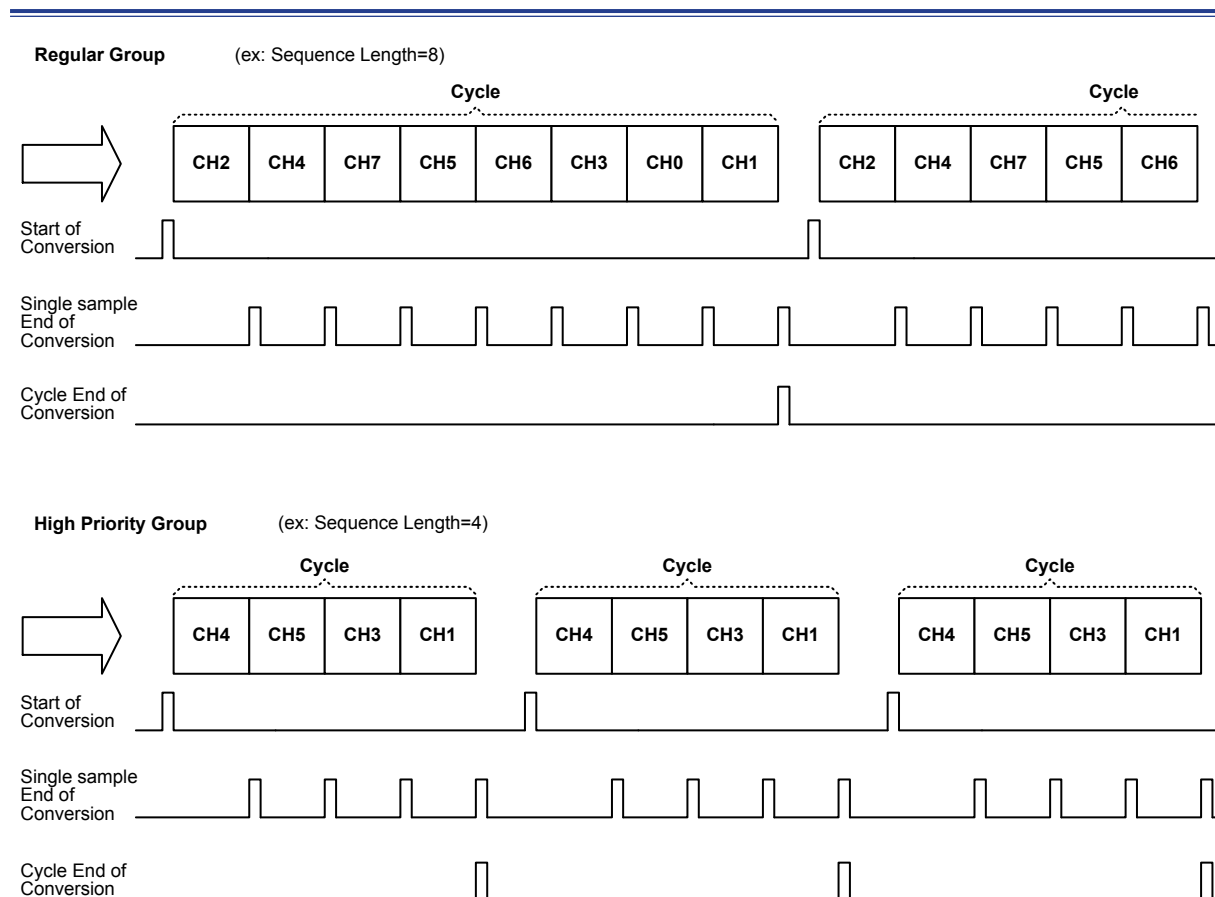 Regular Group (ex: Sequence Length=8)
Cycle Cycle
CH2 CH4 CH7 CH5 CH6 CH3 CH0 CH1 CH2 CH4 CH7 CH5 CH6
Start of
Conversion
Single sample
End of
Conversion
Cycle End of
Conversion
High Priority Group (ex: Sequence Length=4)
Cycle Cycle Cycle
CH4 CH5 CH3 CH1 CH4 CH5 CH3 CH1 CH4 CH5 CH3 CH1
Start of
Conversion
Single sample
End of
Conversion
Cycle End of
Conversion